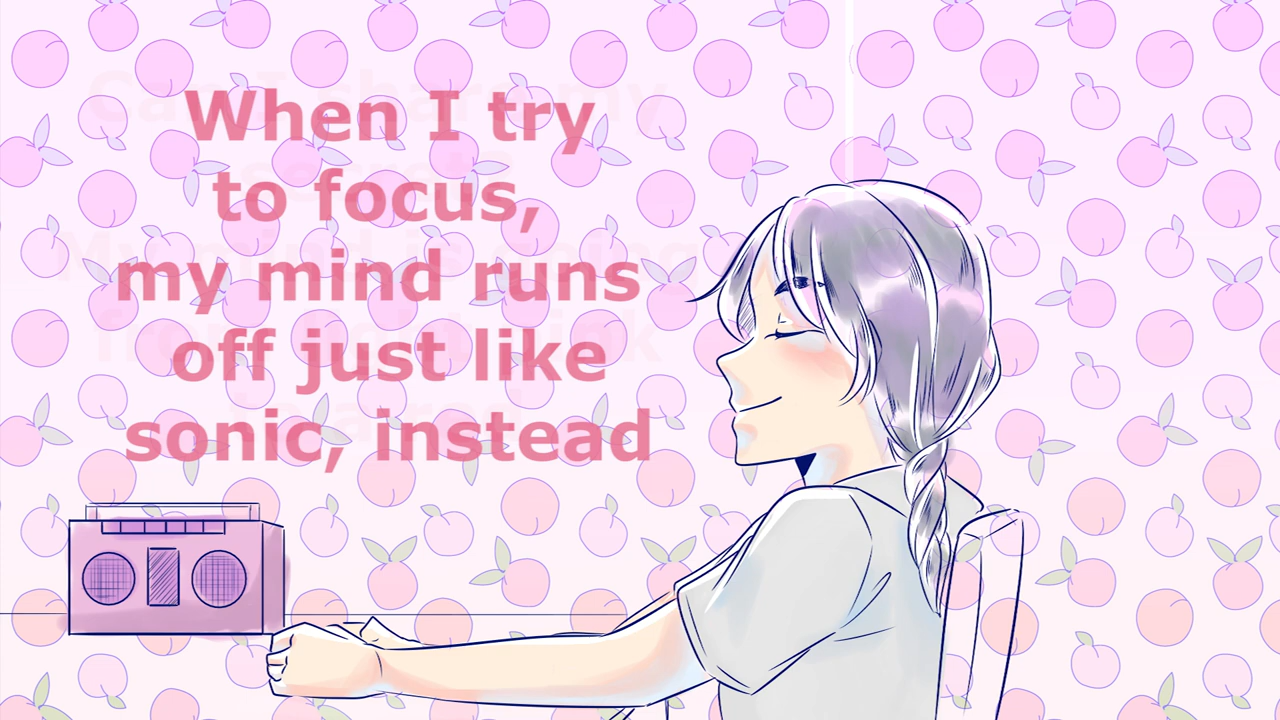 When I try
to focus,
my mind runs
off just like
sonic, instead